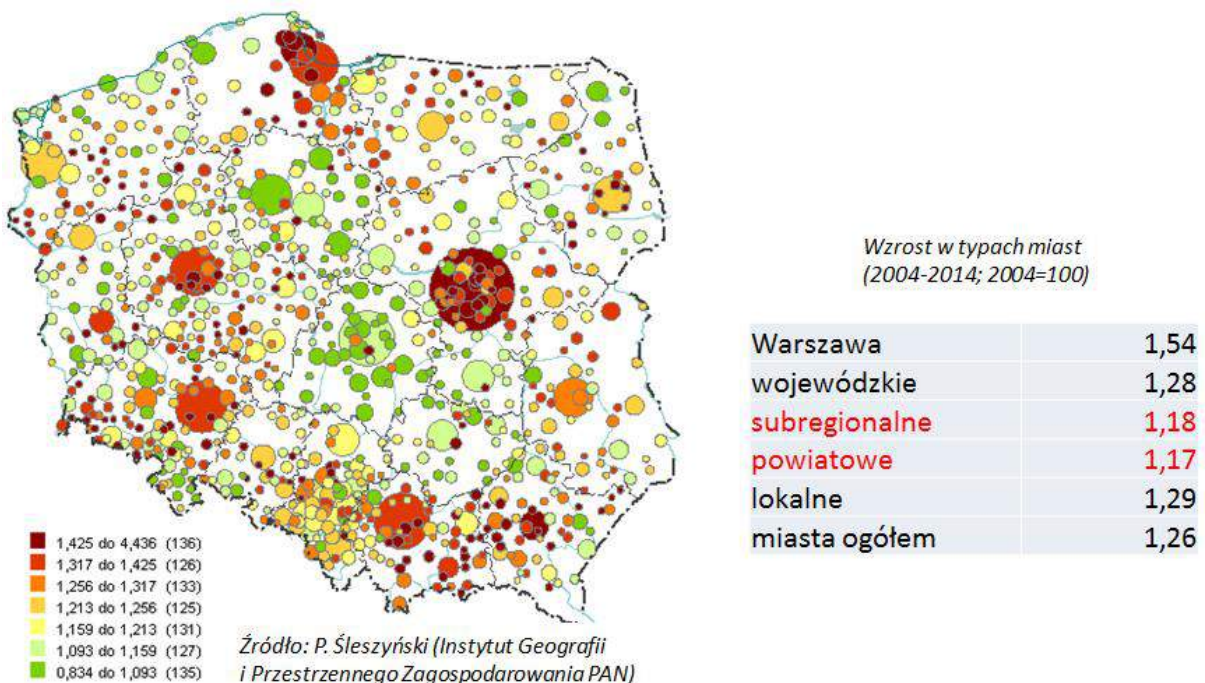 Wzrost w typach miast
(2004-2014; 2004=100)
Warszawa 1,54
wojewódzkie 1,28
subregionalne 1,18
powiatowe 1,17
lokalne 1,29
miasta ogółem 1,26
1,425 do 4,436 (136)
1,317 do 1,425 (126)
1,256 do 1,317 (133)
1,213 do 1,256 (125)
1,159 do 1,213 (131)
1,093 do 1,159 (127)
0,834 do 1,093 (135)
Źródło: P. Śleszyński (Instytut Geografii
i Przestrzennego Zagospodarowania PAN)